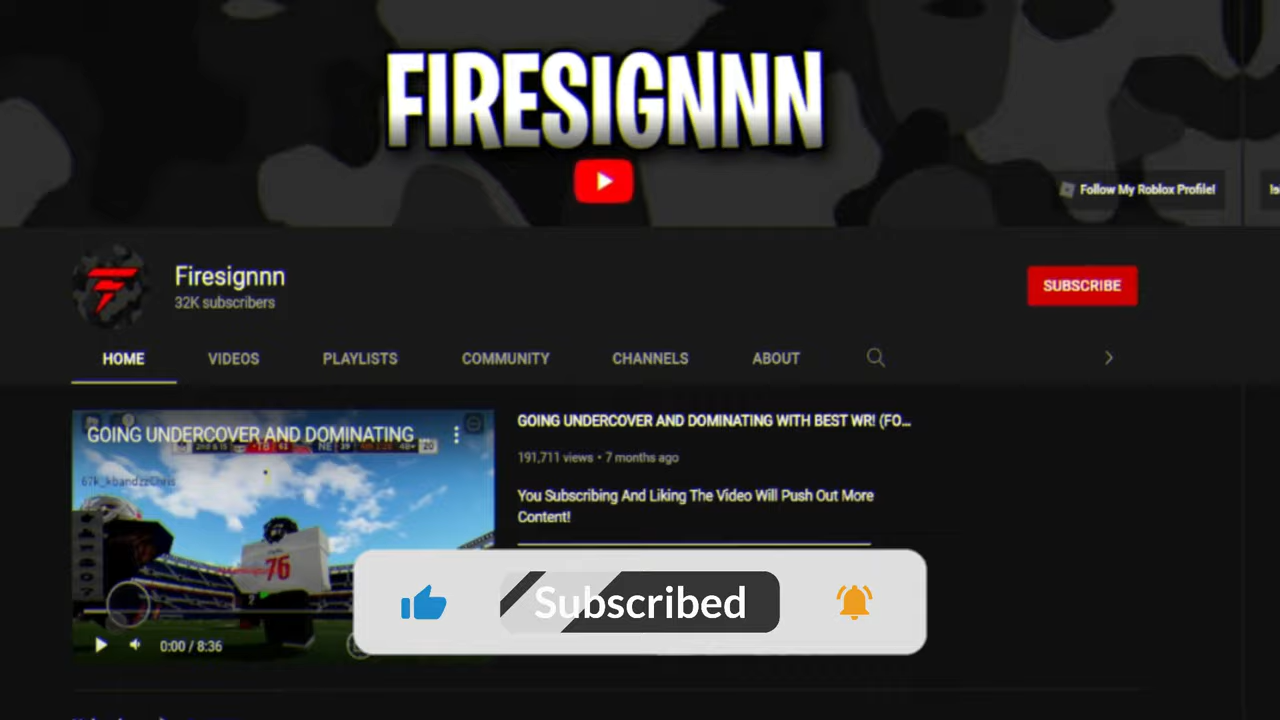 FIRESIGNNN
Follow My Roblox Profile!
Firesignnn
32K subscribers
SUBSCRIBE
HOME VIDEOS PLAYLISTS COMMUNITY CHANNELS ABOUT
GOING UNDERCOVER AND DOMINATING
GOING UNDERCOVER AND DOMINATING WITH BEST WR! (FO...
191,711 views • 7 months ago
You Subscribing And Liking The Video Will Push Out More
Content!
76
Subscribed
0:00 / 8:36